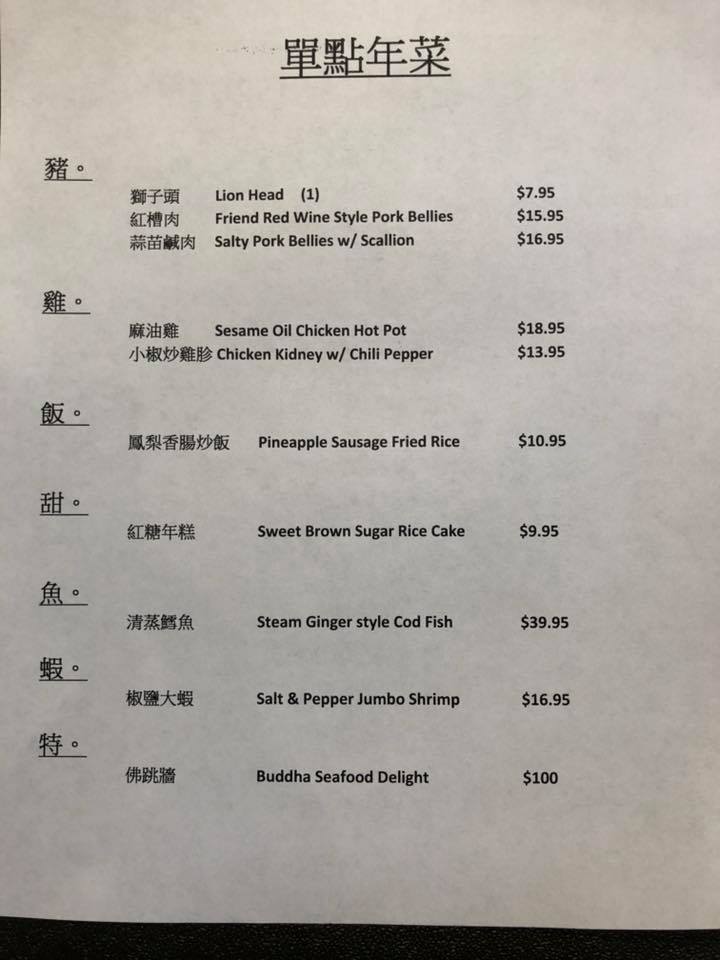 單點年菜
豬。
獅子頭 Lion Head (1) $7.95
紅槽肉 Friend Red Wine Style Pork Bellies $15.95
蒜苗鹹肉 Salty Pork Bellies w/ Scallion $16.95
雞。
麻油雞 Sesame Oil Chicken Hot Pot $18.95
小椒炒雞胗 Chicken Kidney w/ Chili Pepper $13.95
飯。
鳳梨香腸炒飯 Pineapple Sausage Fried Rice $10.95
甜。
紅糖年糕 Sweet Brown Sugar Rice Cake $9.95
魚。
清蒸鱈魚 Steam Ginger style Cod Fish $39.95
蝦。
椒鹽大蝦 Salt & Pepper Jumbo Shrimp $16.95
特。
佛跳牆 Buddha Seafood Delight $100